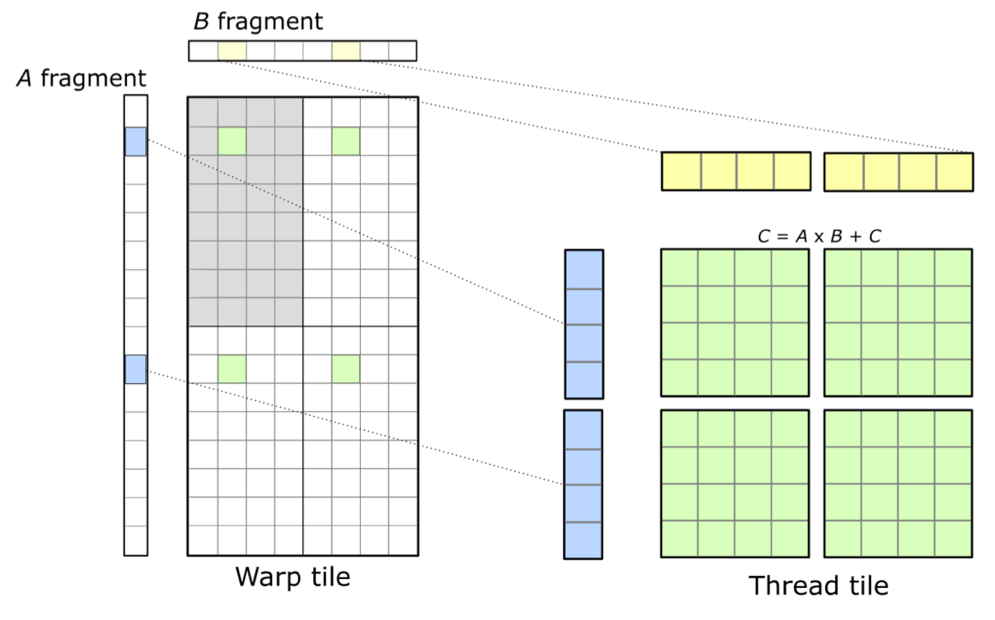 B fragment
A fragment
C = A x B + C
Warp tile
Thread tile